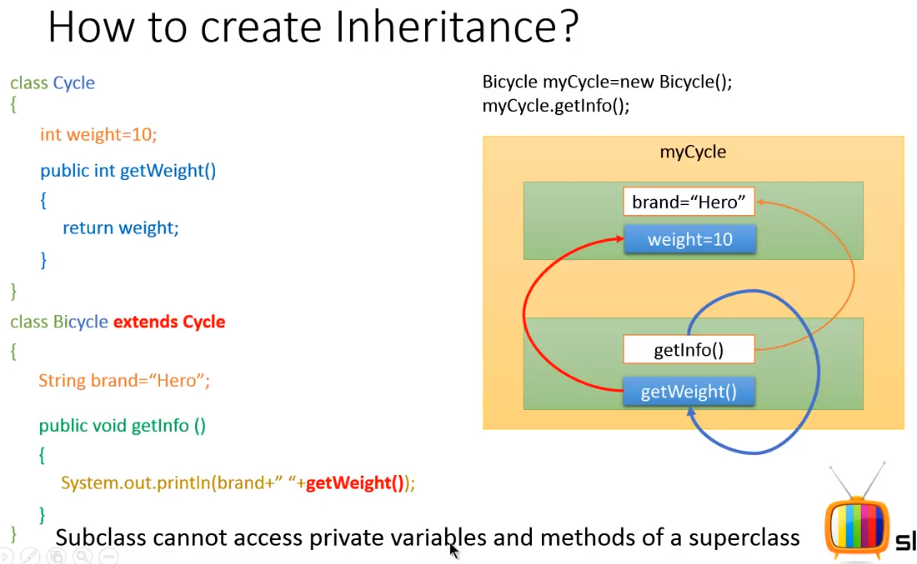 How to create Inheritance?
class Cycle
{
int weight=10;
public int getWeight()
{
return weight;
}
}
class Bicycle extends Cycle
{
String brand=“Hero”;
public void getInfo ()
{
System.out.println(brand+” “+getWeight());
}
}
Bicycle myCycle=new Bicycle();
myCycle.getInfo();
myCycle
brand=“Hero”
weight=10
getInfo()
getWeight()
Subclass cannot access private variables and methods of a superclass
sl